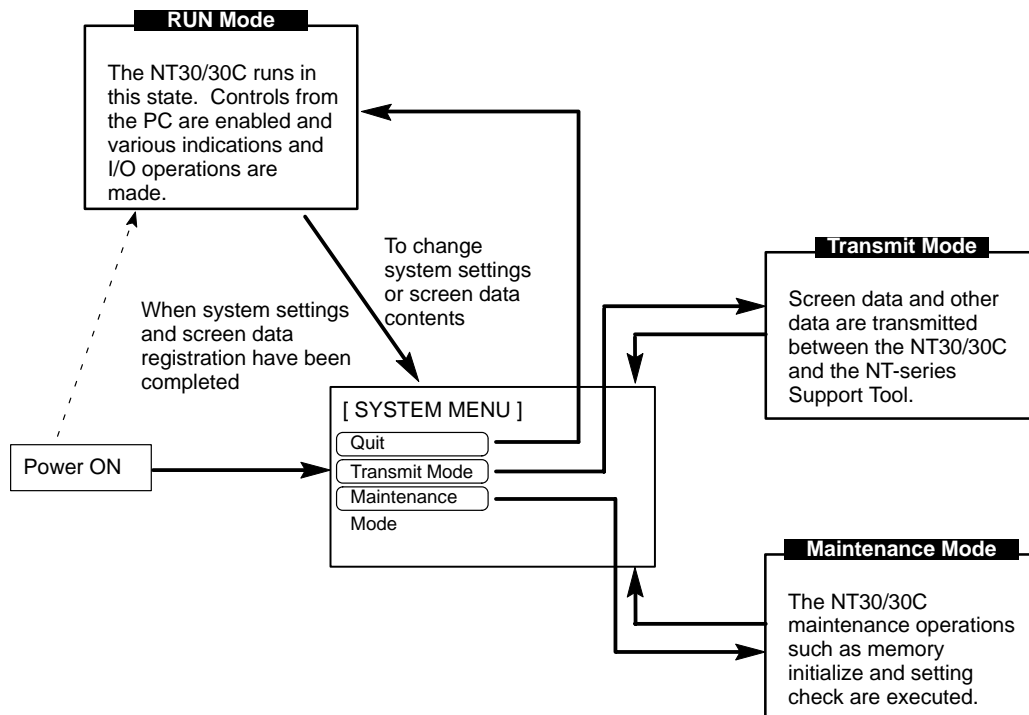 RUN Mode
The NT30/30C runs in
this state. Controls from
the PC are enabled and
various indications and
I/O operations are
made.
To change
system settings
or screen data
contents
When system settings
and screen data
registration have been
completed
Transmit Mode
Screen data and other
data are transmitted
between the NT30/30C
and the NT-series
Support Tool.
Power ON
[ SYSTEM MENU ]
Quit
Transmit Mode
Maintenance
Mode
Maintenance Mode
The NT30/30C
maintenance operations
such as memory
initialize and setting
check are executed.